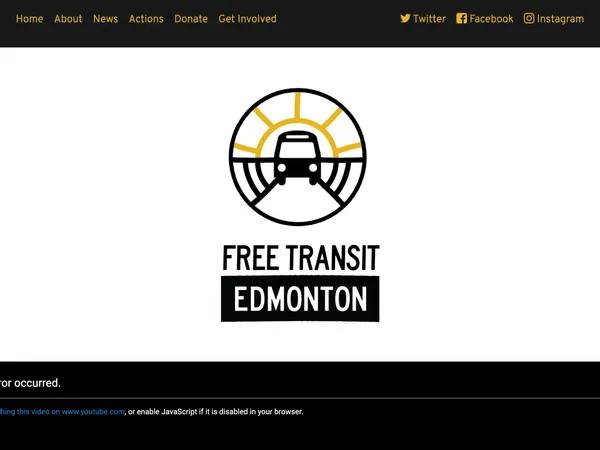 Home About News Actions Donate Get Involved Twitter Facebook Instagram
FREE TRANSIT
EDMONTON
ror occurred.
hing this video on www.youtube.com, or enable JavaScript if it is disabled in your browser.